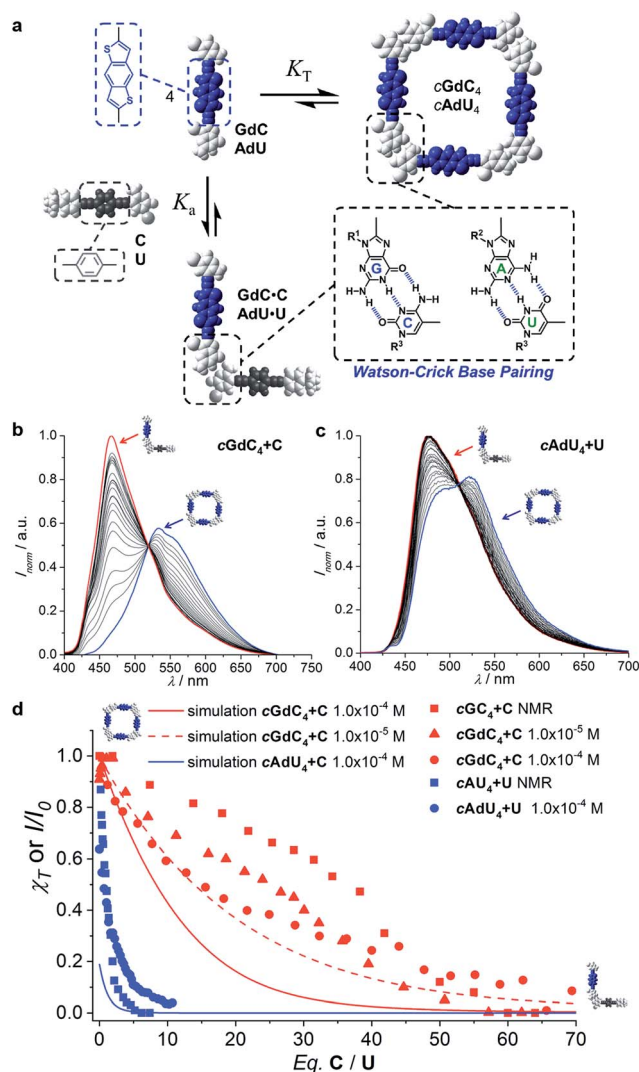 a
S
S
4
GdC
AdU
K_T
cGdC₄
cAdU₄
K_a
C
U
GdC•C
AdU•U
R¹
N
N
G
O
N
N
H
N
H
H
H
N
H
O
N
C
N
R³
R²
N
N
A
N
H
H
N
N
H
O
O
N
U
R³
Watson-Crick Base Pairing
b
cGdC₄+C
I_norm / a.u.
1.0
0.8
0.6
0.4
0.2
0.0
400 450 500 550 600 650 700 750
λ / nm
c
cAdU₄+U
I_norm / a.u.
1.0
0.8
0.6
0.4
0.2
0.0
400 450 500 550 600 650 700
λ / nm
d
simulation cGdC₄+C 1.0x10⁻⁴ M
simulation cGdC₄+C 1.0x10⁻⁵ M
simulation cAdU₄+C 1.0x10⁻⁴ M
cGC₄+C NMR
cGdC₄+C 1.0x10⁻⁵ M
cGdC₄+C 1.0x10⁻⁴ M
cAU₄+U NMR
cAdU₄+U 1.0x10⁻⁴ M
χ_T or I/I₀
1.0
0.8
0.6
0.4
0.2
0.0
0 10 20 30 40 50 60 70
Eq. C / U